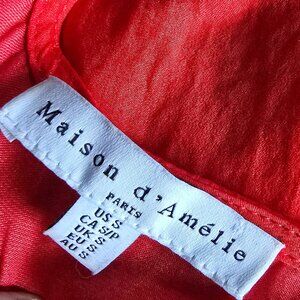 Maison d'Amélie
PARIS
US S
CA S/P
UK S
EU S
AU S